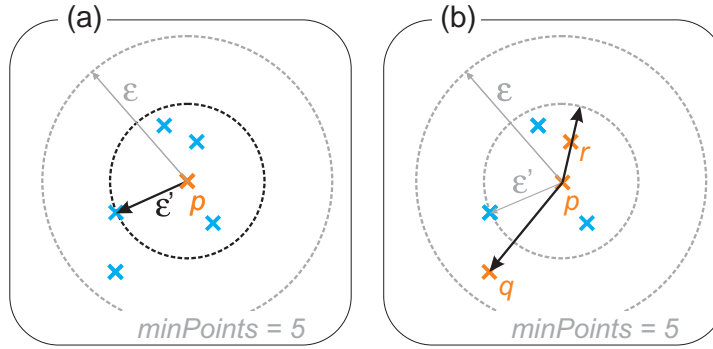 (a)
ε
ε'
p
minPoints = 5
(b)
ε
r
ε'
p
q
minPoints = 5